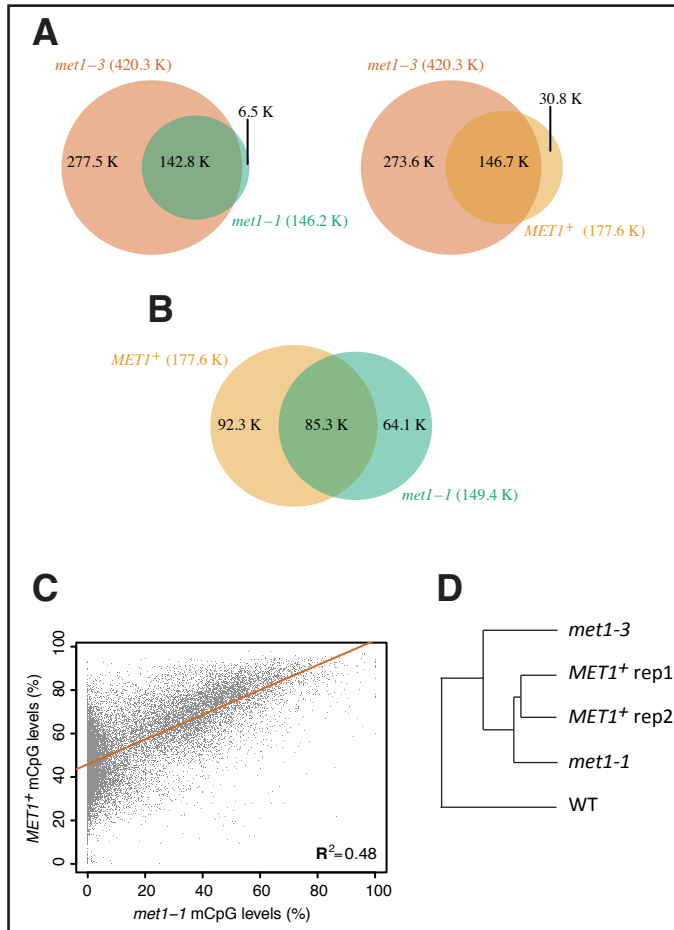 A
met1–3 (420.3 K)
6.5 K
277.5 K
142.8 K
met1–1 (146.2 K)
met1–3 (420.3 K)
30.8 K
273.6 K
146.7 K
MET1+ (177.6 K)
B
MET1+ (177.6 K)
92.3 K
85.3 K
64.1 K
met1–1 (149.4 K)
C
MET1+ mCpG levels (%)
100
80
60
40
20
0
R²=0.48
0 20 40 60 80 100
met1–1 mCpG levels (%)
D
met1-3
MET1+ rep1
MET1+ rep2
met1-1
WT